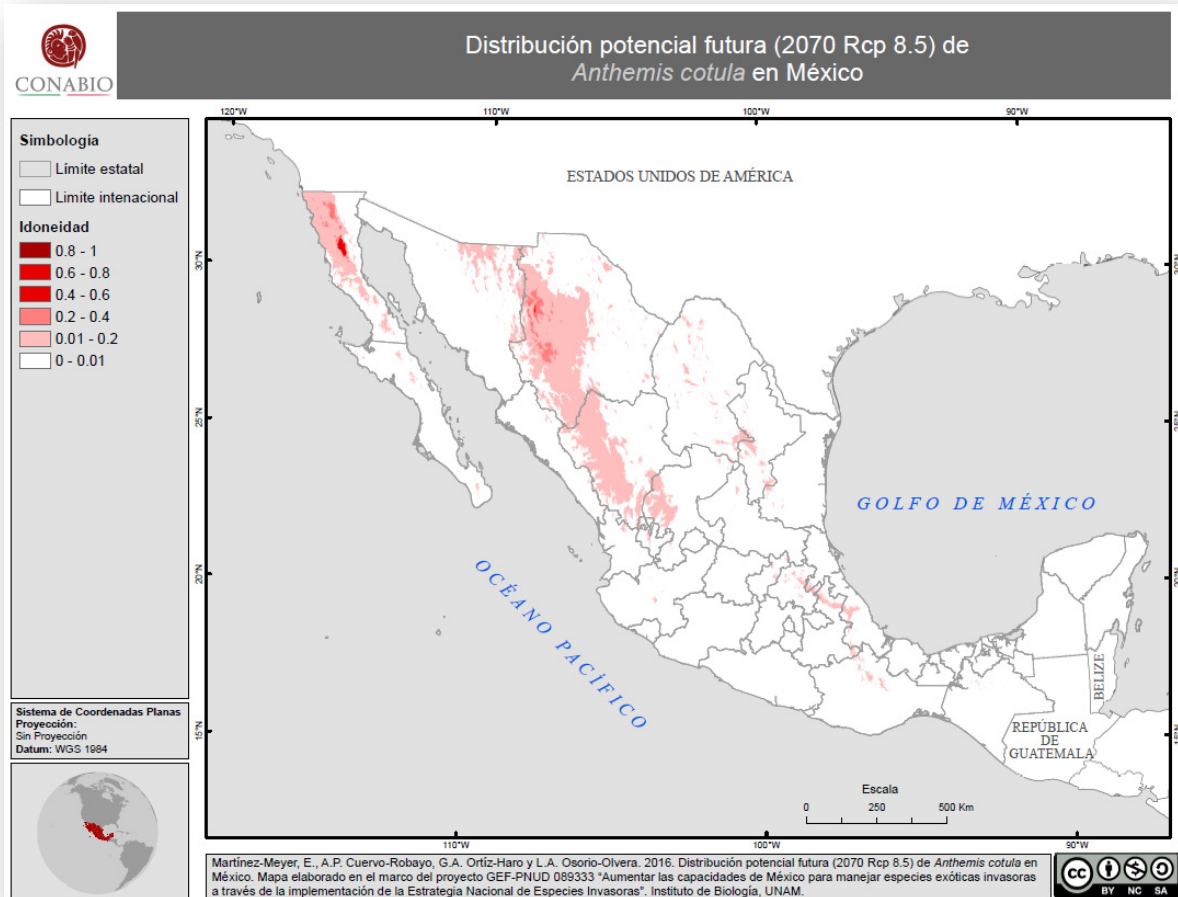 CONABIO
Distribución potencial futura (2070 Rcp 8.5) de
Anthemis cotula en México
Simbología
Límite estatal
Limite intenacional
Idoneidad
0.8 - 1
0.6 - 0.8
0.4 - 0.6
0.2 - 0.4
0.01 - 0.2
0 - 0.01
Sistema de Coordenadas Planas
Proyección:
Sin Proyección
Datum: WGS 1984
120°W
110°W
100°W
90°W
30°N
30°N
25°N
25°N
20°N
20°N
15°N
15°N
110°W
100°W
90°W
ESTADOS UNIDOS DE AMÉRICA
GOLFO DE MÉXICO
OCÉANO PACÍFICO
BELIZE
REPÚBLICA
DE
GUATEMALA
Escala
0 250 500 Km
Martínez-Meyer, E., A.P. Cuervo-Robayo, G.A. Ortíz-Haro y L.A. Osorio-Olvera. 2016. Distribución potencial futura (2070 Rcp 8.5) de Anthemis cotula en
México. Mapa elaborado en el marco del proyecto GEF-PNUD 089333 "Aumentar las capacidades de México para manejar especies exóticas invasoras
a través de la implementación de la Estrategia Nacional de Especies Invasoras". Instituto de Biología, UNAM.
cc
BY NC SA